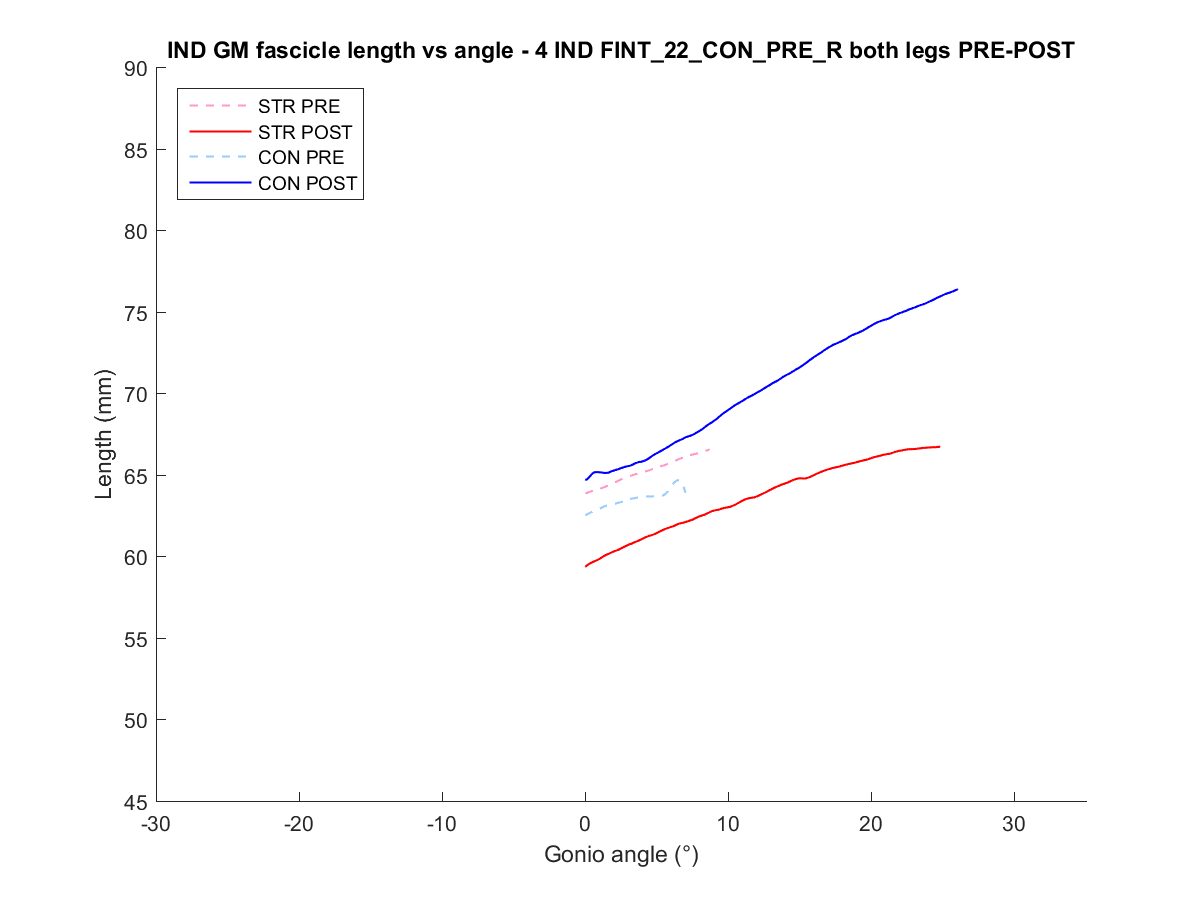 IND GM fascicle length vs angle - 4 IND FINT_22_CON_PRE_R both legs PRE-POST
STR PRE
STR POST
CON PRE
CON POST
90
85
80
75
70
65
60
55
50
45
Length (mm)
-30
-20
-10
0
10
20
30
Gonio angle (°)